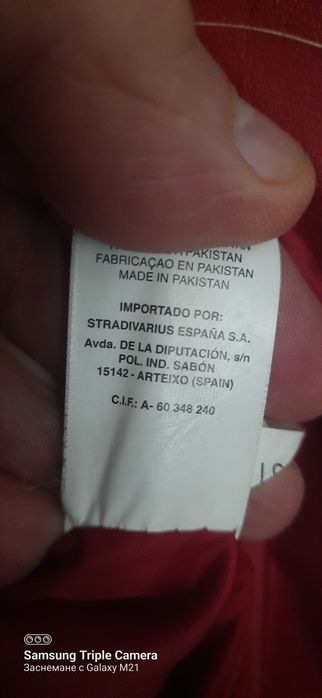 PAKISTAN
FABRICAÇAO EN PAKISTAN
MADE IN PAKISTAN
IMPORTADO POR:
STRADIVARIUS ESPAÑA S.A.
Avda. DE LA DIPUTACIÓN, s/n
POL. IND. SABÓN
15142 - ARTEIXO (SPAIN)
C.I.F.: A- 60 348 240
Samsung Triple Camera
Заснемане с Galaxy M21